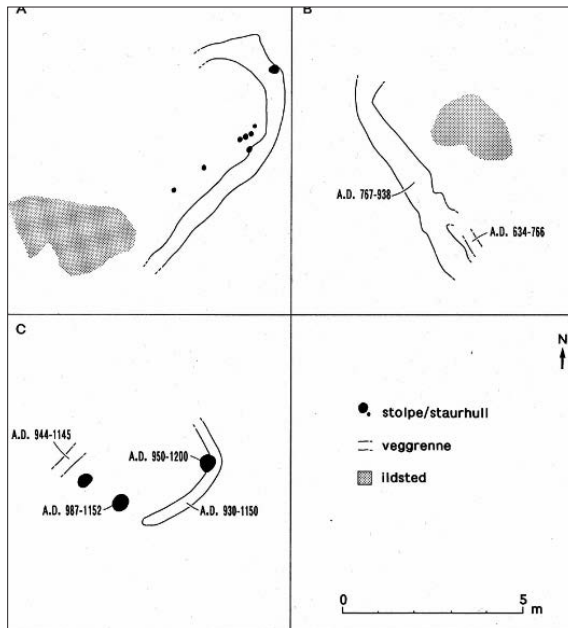 A
B
A.D. 767-938
A.D. 634-766
C
A.D. 944-1145
A.D. 950-1200
A.D. 987-1152
A.D. 930-1150
N
stolpe/staurhull
veggrenne
ildsted
0 5
m